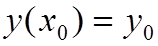 y(x₀) = y₀